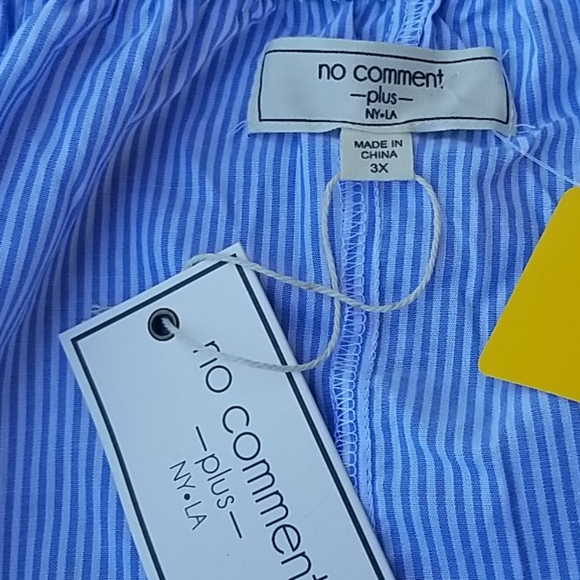 no comment
—plus—
NY•LA
MADE IN
CHINA
3X
no comment
—plus—
NY•LA